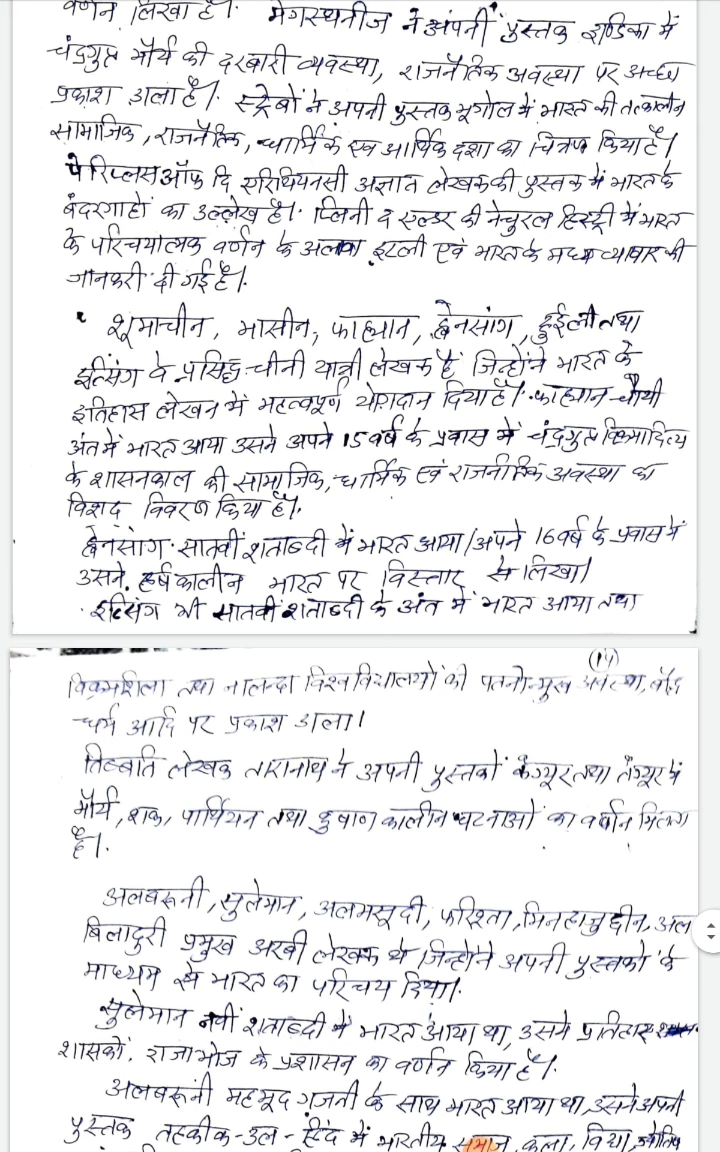 वर्णन लिखा है। मेगस्थनीज ने अपनी पुस्तक इण्डिका में
चंद्रगुप्त मौर्य की दरबारी व्यवस्था, राजनैतिक अवस्था पर अच्छा
प्रकाश डाला है। स्ट्रेबों ने अपनी पुस्तक भूगोल में भारत की तत्कालीन
सामाजिक, राजनैतिक, धार्मिक एवं आर्थिक दशा का चित्रण किया है।
पेरिप्लस ऑफ दि एरिथियनसी अज्ञात लेखक की पुस्तक में भारत के
बंदरगाहों का उल्लेख है। प्लिनी द एल्डर की नेचुरल हिस्ट्री में भारत
के परिचयात्मक वर्णन के अलावा इटली एवं भारत के मध्य व्यापार की
जानकरी दी गई है।
शूमाचीन, भासीन, फाह्यान, ह्वेनसांग, हुईली तथा
इत्सिंग वे प्रसिद्ध चीनी यात्री लेखक है जिन्होंने भारत के
इतिहास लेखन में महत्वपूर्ण योगदान दिया है। फाह्यान चौथी
अंत में भारत आया उसने अपने 15 वर्ष के प्रवास में चंद्रगुप्त विक्रमादित्य
के शासनकाल की सामाजिक, धार्मिक एवं राजनीतिक अवस्था का
विशद् विवरण किया है।
ह्वेनसांग सातवीं शताब्दी में भारत आया। अपने 16 वर्ष के प्रवास में
उसने हर्ष कालीन भारत पर विस्तार से लिखा।
इत्सिंग भी सातवीं शताब्दी के अंत में भारत आया तथा
(14)
विक्रमशिला तथा नालन्दा विश्वविद्यालयों की पतनोन्मुख अवस्था, बौद्ध
धर्म आदि पर प्रकाश डाला।
तिब्बति लेखक तारानाथ ने अपनी पुस्तकों कंग्यूर तथा तंग्यूर में
मौर्य, शक, पार्थियन तथा कुषाण कालीन घटनाओं का वर्णन मिलता
है।
अलबरूनी, सुलेमान, अलमसूदी, फरिश्ता, मिनहाजुद्दीन, अल
बिलादुरी प्रमुख अरबी लेखक थे जिन्होंने अपनी पुस्तकों के
माध्यम से भारत का परिचय दिया।
सुलेमान नवीं शताब्दी में भारत आया था, उसने प्रतिहार
शासकों, राजा भोज के प्रशासन का वर्णन किया है।
अलबरूनी महमूद गजनी के साथ भारत आया था, उसने अपनी
पुस्तक तहकीक-उल-हिंद में भारतीय समाज, कला, विद्या, ज्योतिष